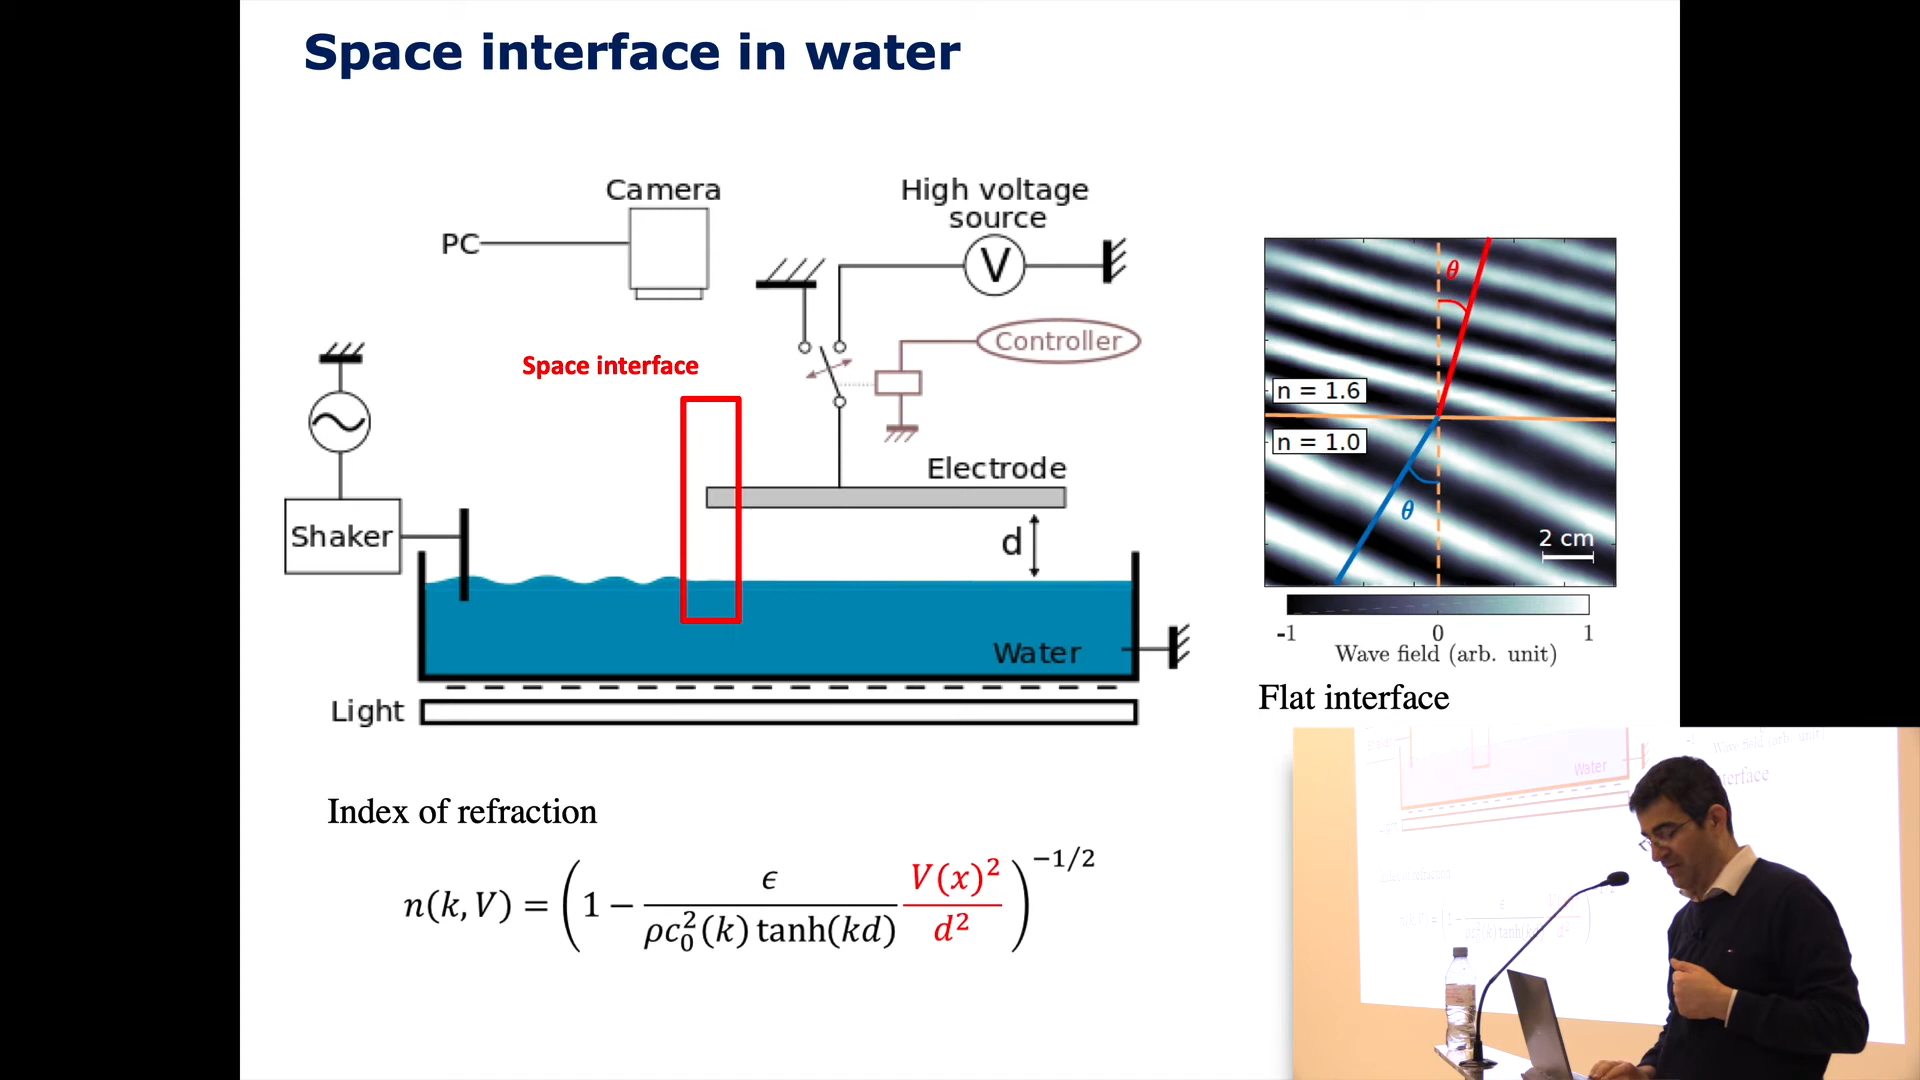 Space interface in water
Camera
PC
High voltage
source
V
Controller
Space interface
Electrode
Shaker
d
Water
Light
θ
n = 1.6
n = 1.0
θ
2 cm
-1 0 1
Wave field (arb. unit)
Flat interface
Index of refraction
n(k, V) = (1 − ϵ / (ρc₀²(k) tanh(kd)) V(x)² / d²)^(−1/2)
Water